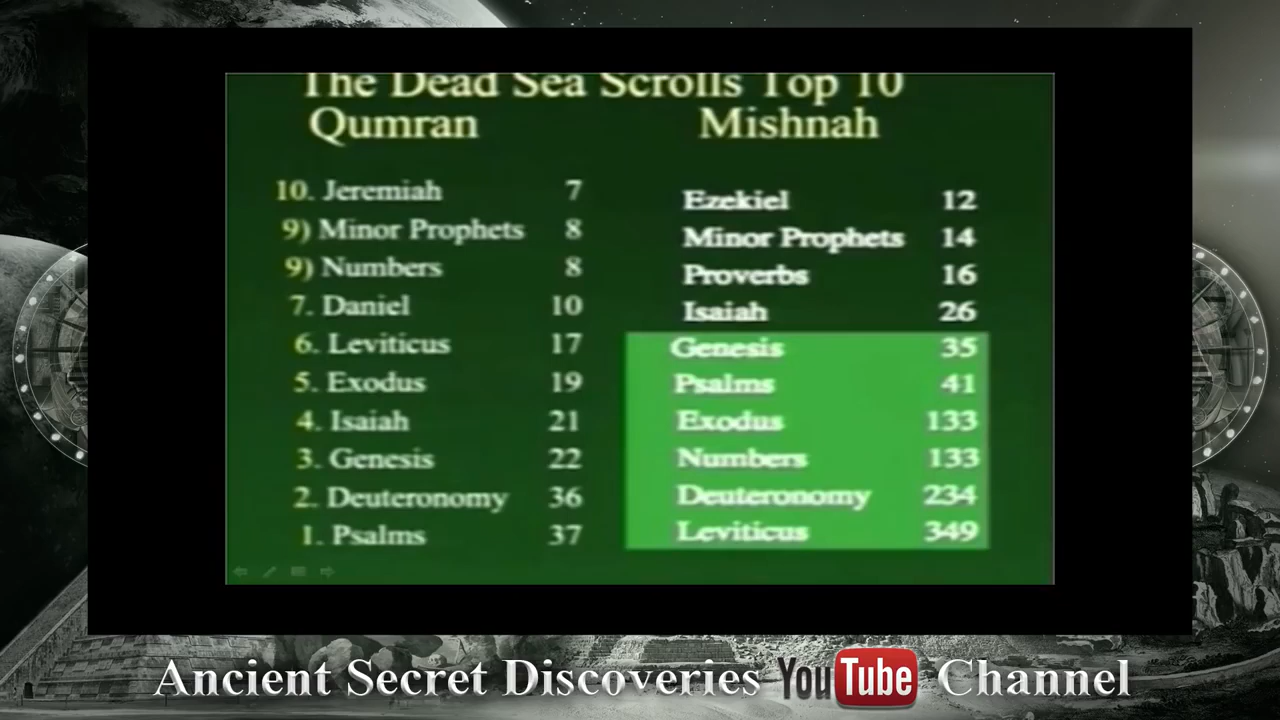 The Dead Sea Scrolls Top 10
Qumran Mishnah
10. Jeremiah 7
Ezekiel 12
9) Minor Prophets 8
Minor Prophets 14
9) Numbers 8
Proverbs 16
7. Daniel 10
Isaiah 26
6. Leviticus 17
Genesis 35
5. Exodus 19
Psalms 41
4. Isaiah 21
Exodus 133
3. Genesis 22
Numbers 133
2. Deuteronomy 36
Deuteronomy 234
1. Psalms 37
Leviticus 349
Ancient Secret Discoveries YouTube Channel